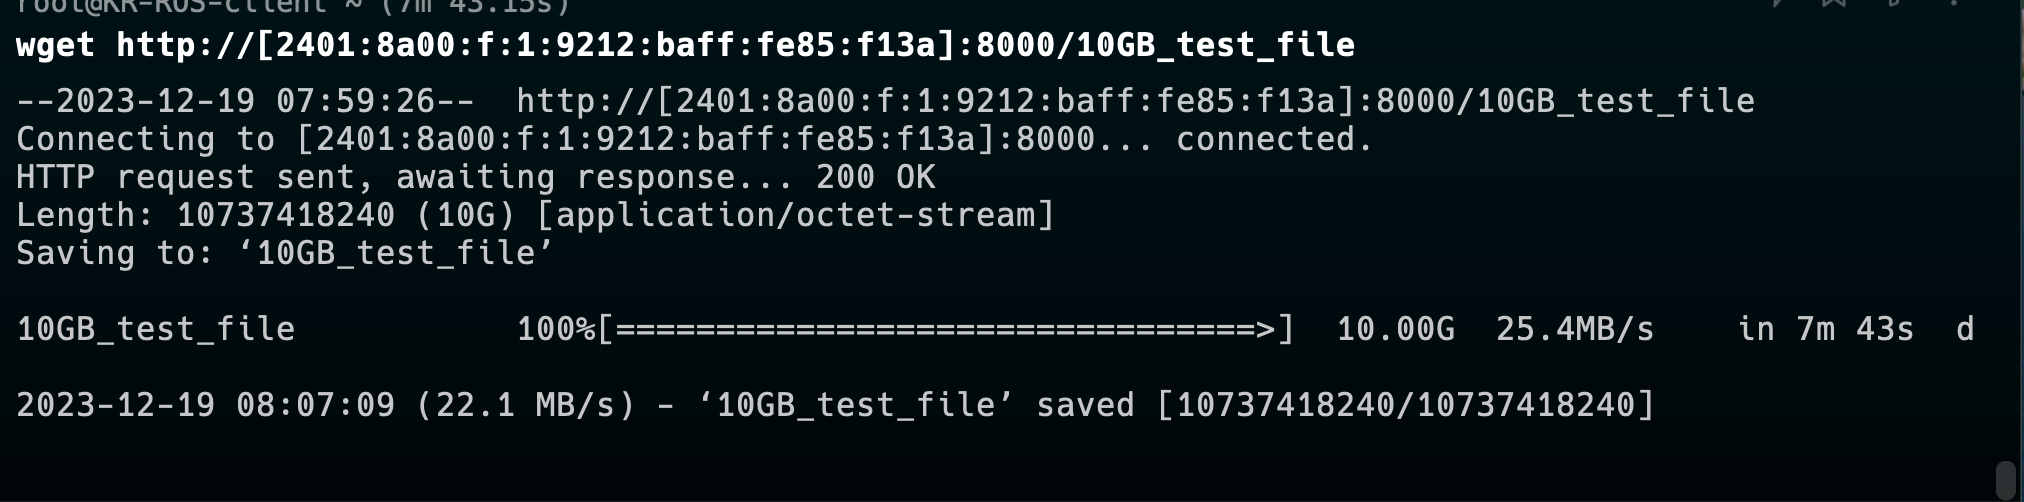 root@KR-ROS-client ~ (7m 43.15s)
wget http://[2401:8a00:f:1:9212:baff:fe85:f13a]:8000/10GB_test_file
--2023-12-19 07:59:26--  http://[2401:8a00:f:1:9212:baff:fe85:f13a]:8000/10GB_test_file
Connecting to [2401:8a00:f:1:9212:baff:fe85:f13a]:8000... connected.
HTTP request sent, awaiting response... 200 OK
Length: 10737418240 (10G) [application/octet-stream]
Saving to: ‘10GB_test_file’
10GB_test_file 100%[================================>] 10.00G 25.4MB/s in 7m 43s d
2023-12-19 08:07:09 (22.1 MB/s) - ‘10GB_test_file’ saved [10737418240/10737418240]